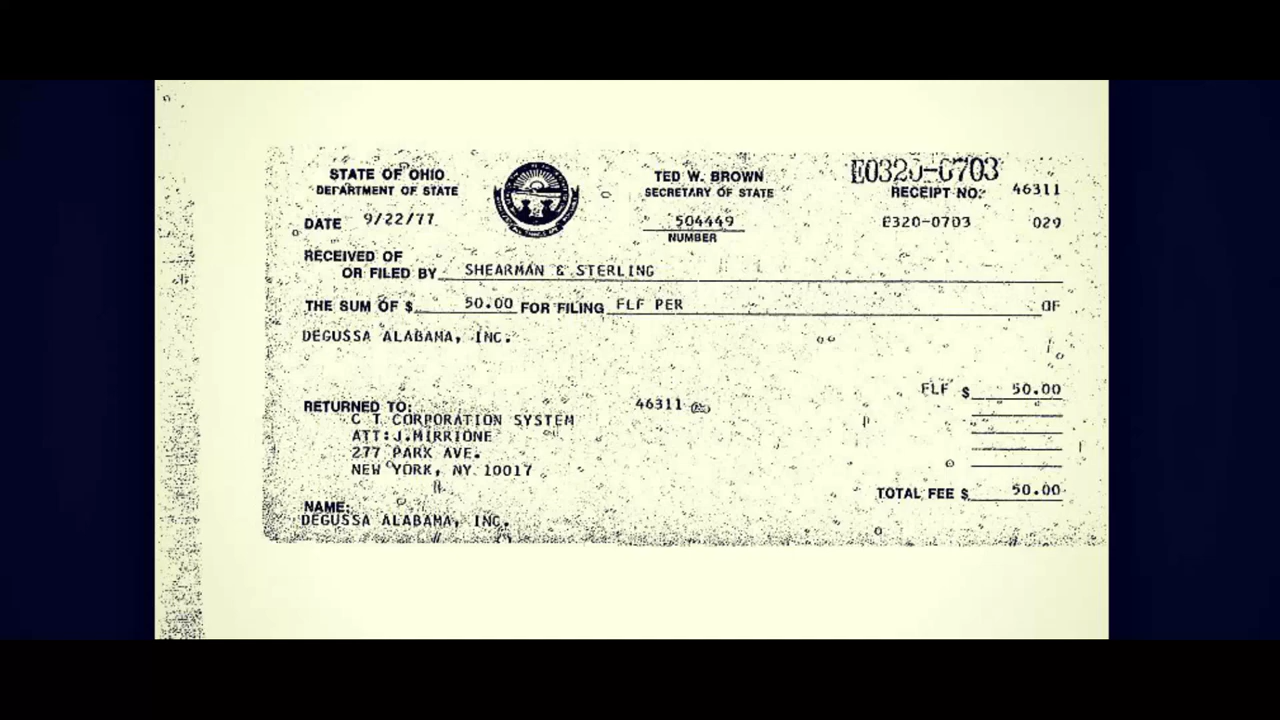 E0320-0703
STATE OF OHIO
DEPARTMENT OF STATE
TED W. BROWN
SECRETARY OF STATE
RECEIPT NO. 46311
DATE 9/22/77
504449
NUMBER
E320-0703 029
RECEIVED OF
OR FILED BY SHEARMAN & STERLING
THE SUM OF $ 50.00 FOR FILING FLF PER OF
DEGUSSA ALABAMA, INC.
FLF $ 50.00
RETURNED TO: 46311
C T CORPORATION SYSTEM
ATT:J.MIRRIONE
277 PARK AVE.
NEW YORK, NY 10017
TOTAL FEE $ 50.00
NAME:
DEGUSSA ALABAMA, INC.